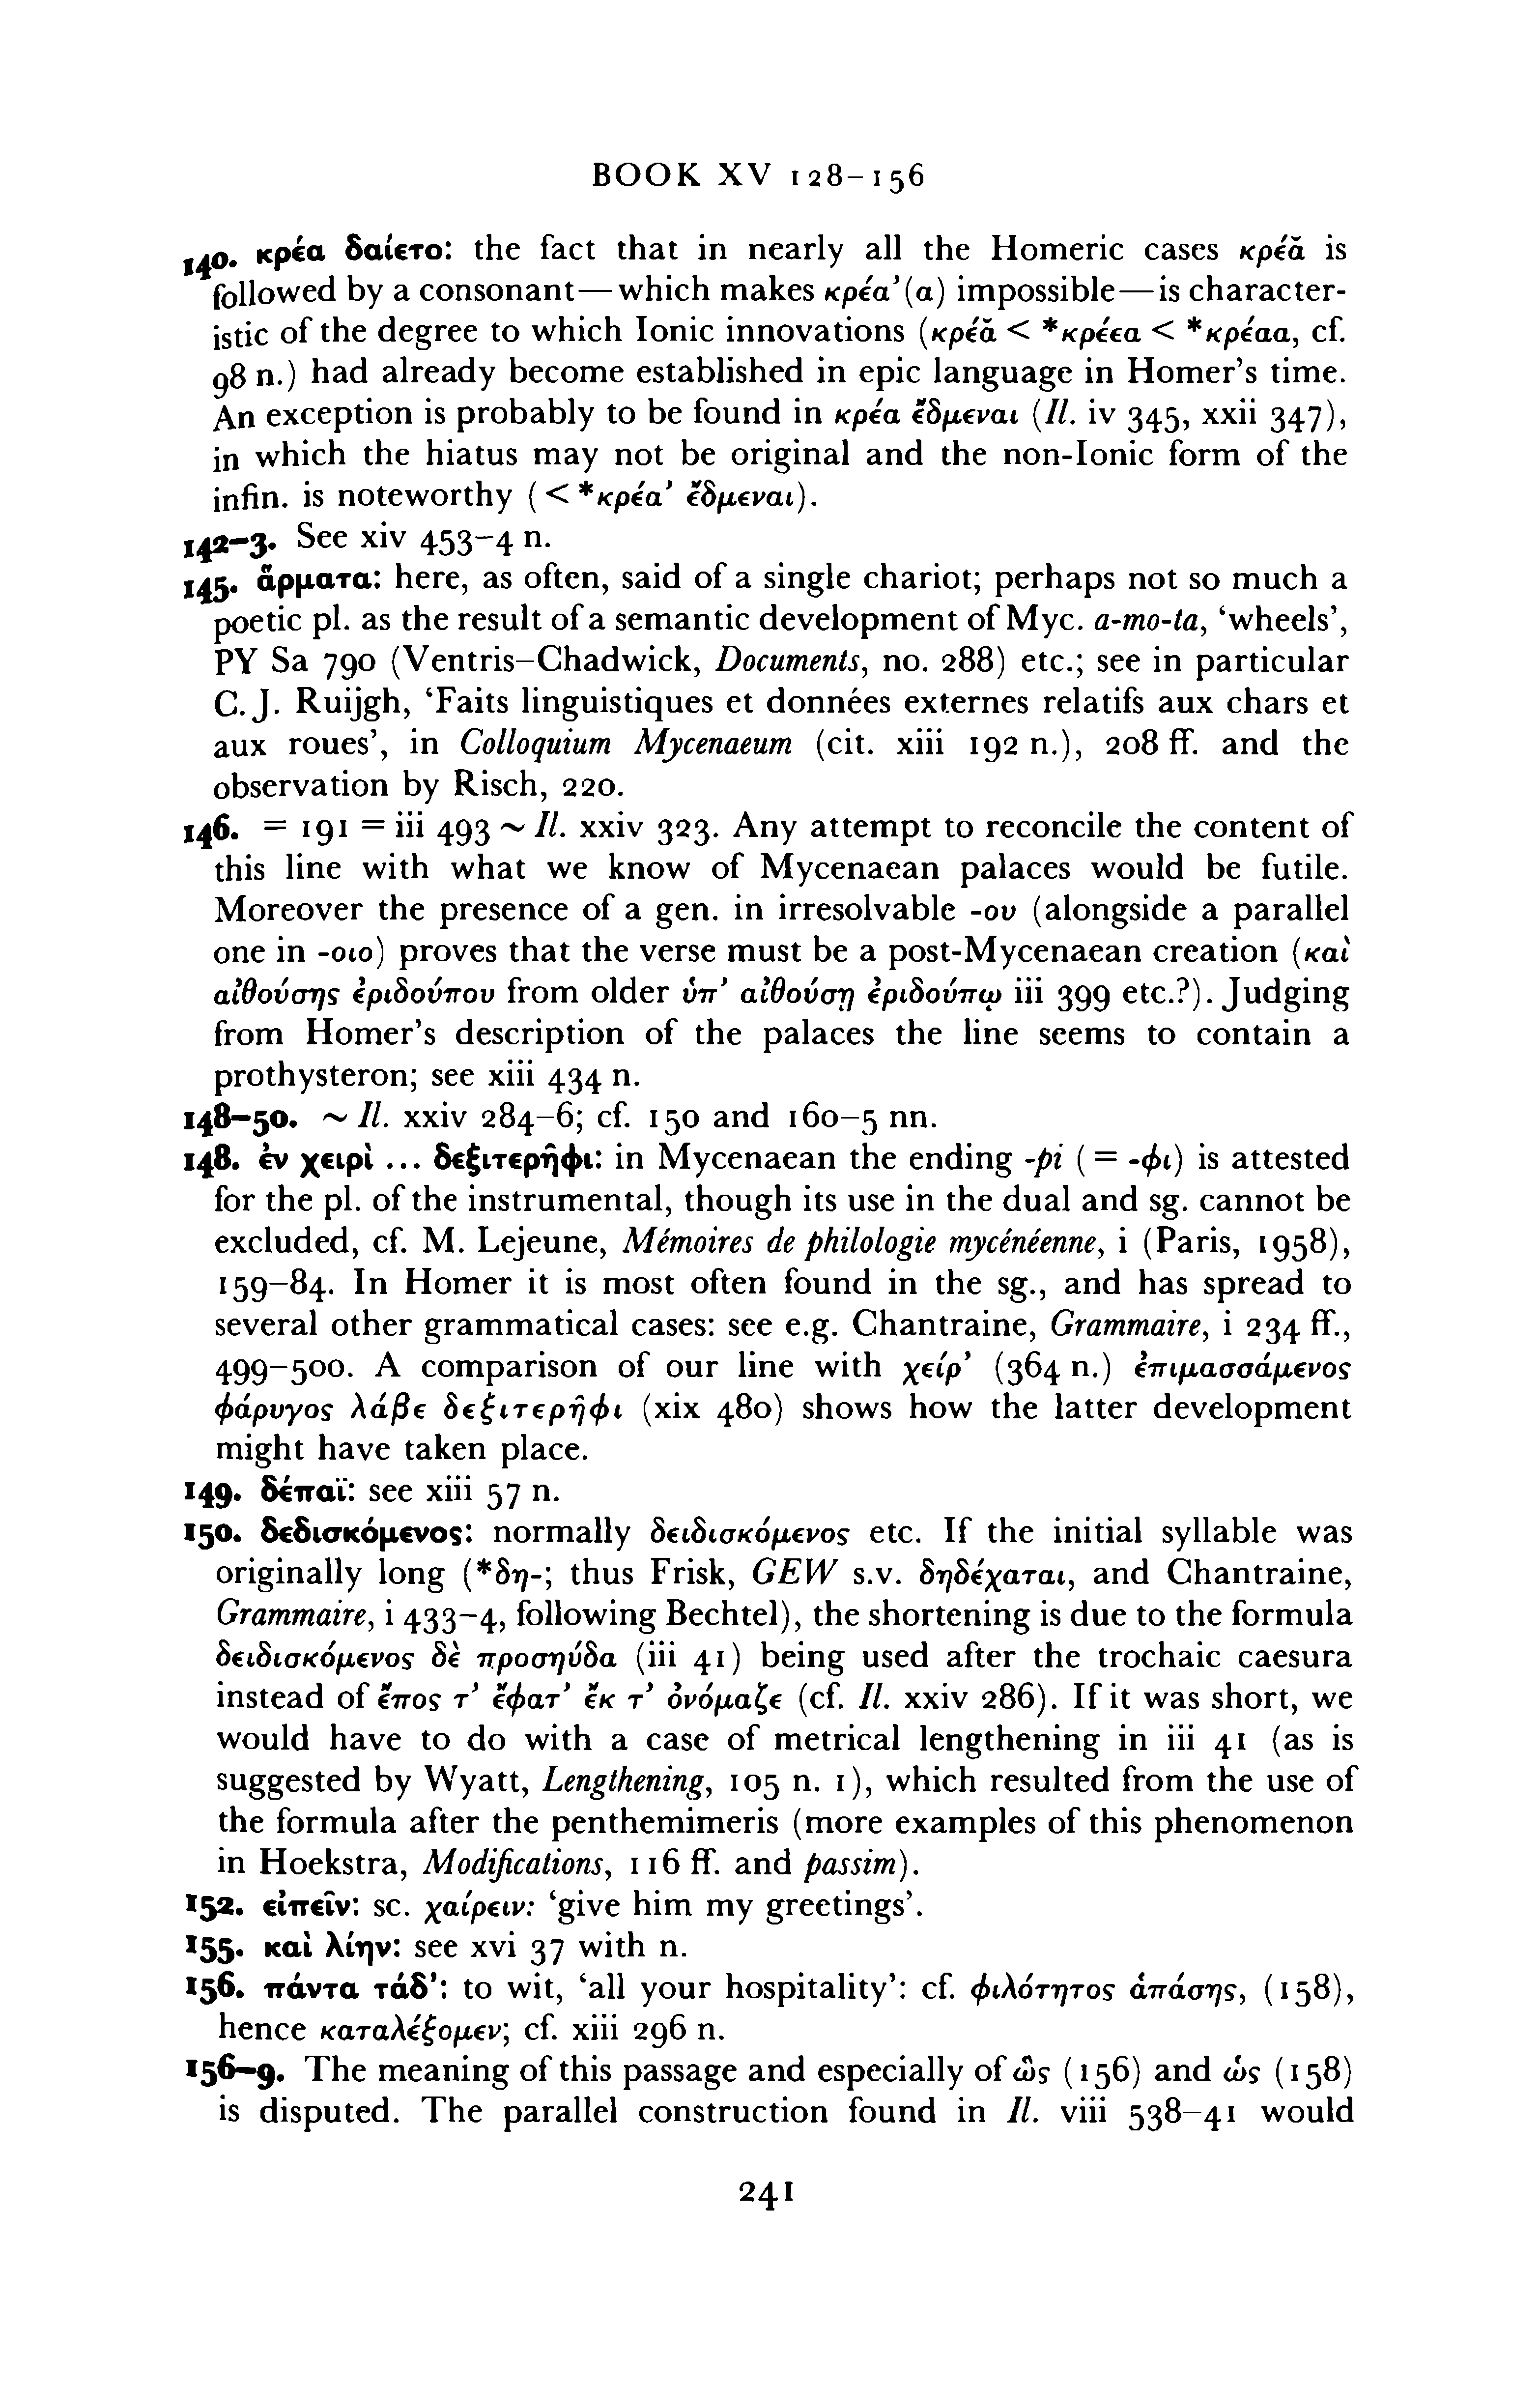 BOOK XV 128–156
140. κρέα δαίετο: the fact that in nearly all the Homeric cases κρέᾰ is
followed by a consonant—which makes κρέα’(α) impossible—is character-
istic of the degree to which Ionic innovations (κρέᾰ < *κρέεα < *κρέαα, cf.
98 n.) had already become established in epic language in Homer’s time.
An exception is probably to be found in κρέα ἔδμεναι (Il. iv 345, xxii 347),
in which the hiatus may not be original and the non-Ionic form of the
infin. is noteworthy (< *κρέα’ ἔδμεναι).
142–3. See xiv 453–4 n.
145. ἅρματα: here, as often, said of a single chariot; perhaps not so much a
poetic pl. as the result of a semantic development of Myc. a-mo-ta, ‘wheels’,
PY Sa 790 (Ventris–Chadwick, Documents, no. 288) etc.; see in particular
C. J. Ruijgh, ‘Faits linguistiques et données externes relatifs aux chars et
aux roues’, in Colloquium Mycenaeum (cit. xiii 192 n.), 208 ff. and the
observation by Risch, 220.
146. = 191 = iii 493 ~ Il. xxiv 323. Any attempt to reconcile the content of
this line with what we know of Mycenaean palaces would be futile.
Moreover the presence of a gen. in irresolvable -ου (alongside a parallel
one in -οιο) proves that the verse must be a post-Mycenaean creation (καὶ
αἰθούσης ἐριδούπου from older ὑπ’ αἰθούσῃ ἐριδούπῳ iii 399 etc.?). Judging
from Homer’s description of the palaces the line seems to contain a
prothysteron; see xiii 434 n.
148–50. ~ Il. xxiv 284–6; cf. 150 and 160–5 nn.
148. ἐν χειρὶ ... δεξιτερῆφι: in Mycenaean the ending -pi (= -φι) is attested
for the pl. of the instrumental, though its use in the dual and sg. cannot be
excluded, cf. M. Lejeune, Mémoires de philologie mycénéenne, i (Paris, 1958),
159–84. In Homer it is most often found in the sg., and has spread to
several other grammatical cases: see e.g. Chantraine, Grammaire, i 234 ff.,
499–500. A comparison of our line with χεῖρ’ (364 n.) ἐπιμασσάμενος
φάρυγος λάβε δεξιτερῆφι (xix 480) shows how the latter development
might have taken place.
149. δέπαϊ: see xiii 57 n.
150. δεδισκόμενος: normally δειδισκόμενος etc. If the initial syllable was
originally long (*δη-; thus Frisk, GEW s.v. δηδέχαται, and Chantraine,
Grammaire, i 433–4, following Bechtel), the shortening is due to the formula
δειδισκόμενος δὲ προσηύδα (iii 41) being used after the trochaic caesura
instead of ἔπος τ’ ἔφατ’ ἔκ τ’ ὀνόμαζε (cf. Il. xxiv 286). If it was short, we
would have to do with a case of metrical lengthening in iii 41 (as is
suggested by Wyatt, Lengthening, 105 n. 1), which resulted from the use of
the formula after the penthemimeris (more examples of this phenomenon
in Hoekstra, Modifications, 116 ff. and passim).
152. εἰπεῖν: sc. χαίρειν: ‘give him my greetings’.
155. καὶ λίην: see xvi 37 with n.
156. πάντα τάδ’: to wit, ‘all your hospitality’: cf. φιλότητος ἁπάσης, (158),
hence καταλέξομεν; cf. xiii 296 n.
156–9. The meaning of this passage and especially of ὣς (156) and ὡς (158)
is disputed. The parallel construction found in Il. viii 538–41 would
241